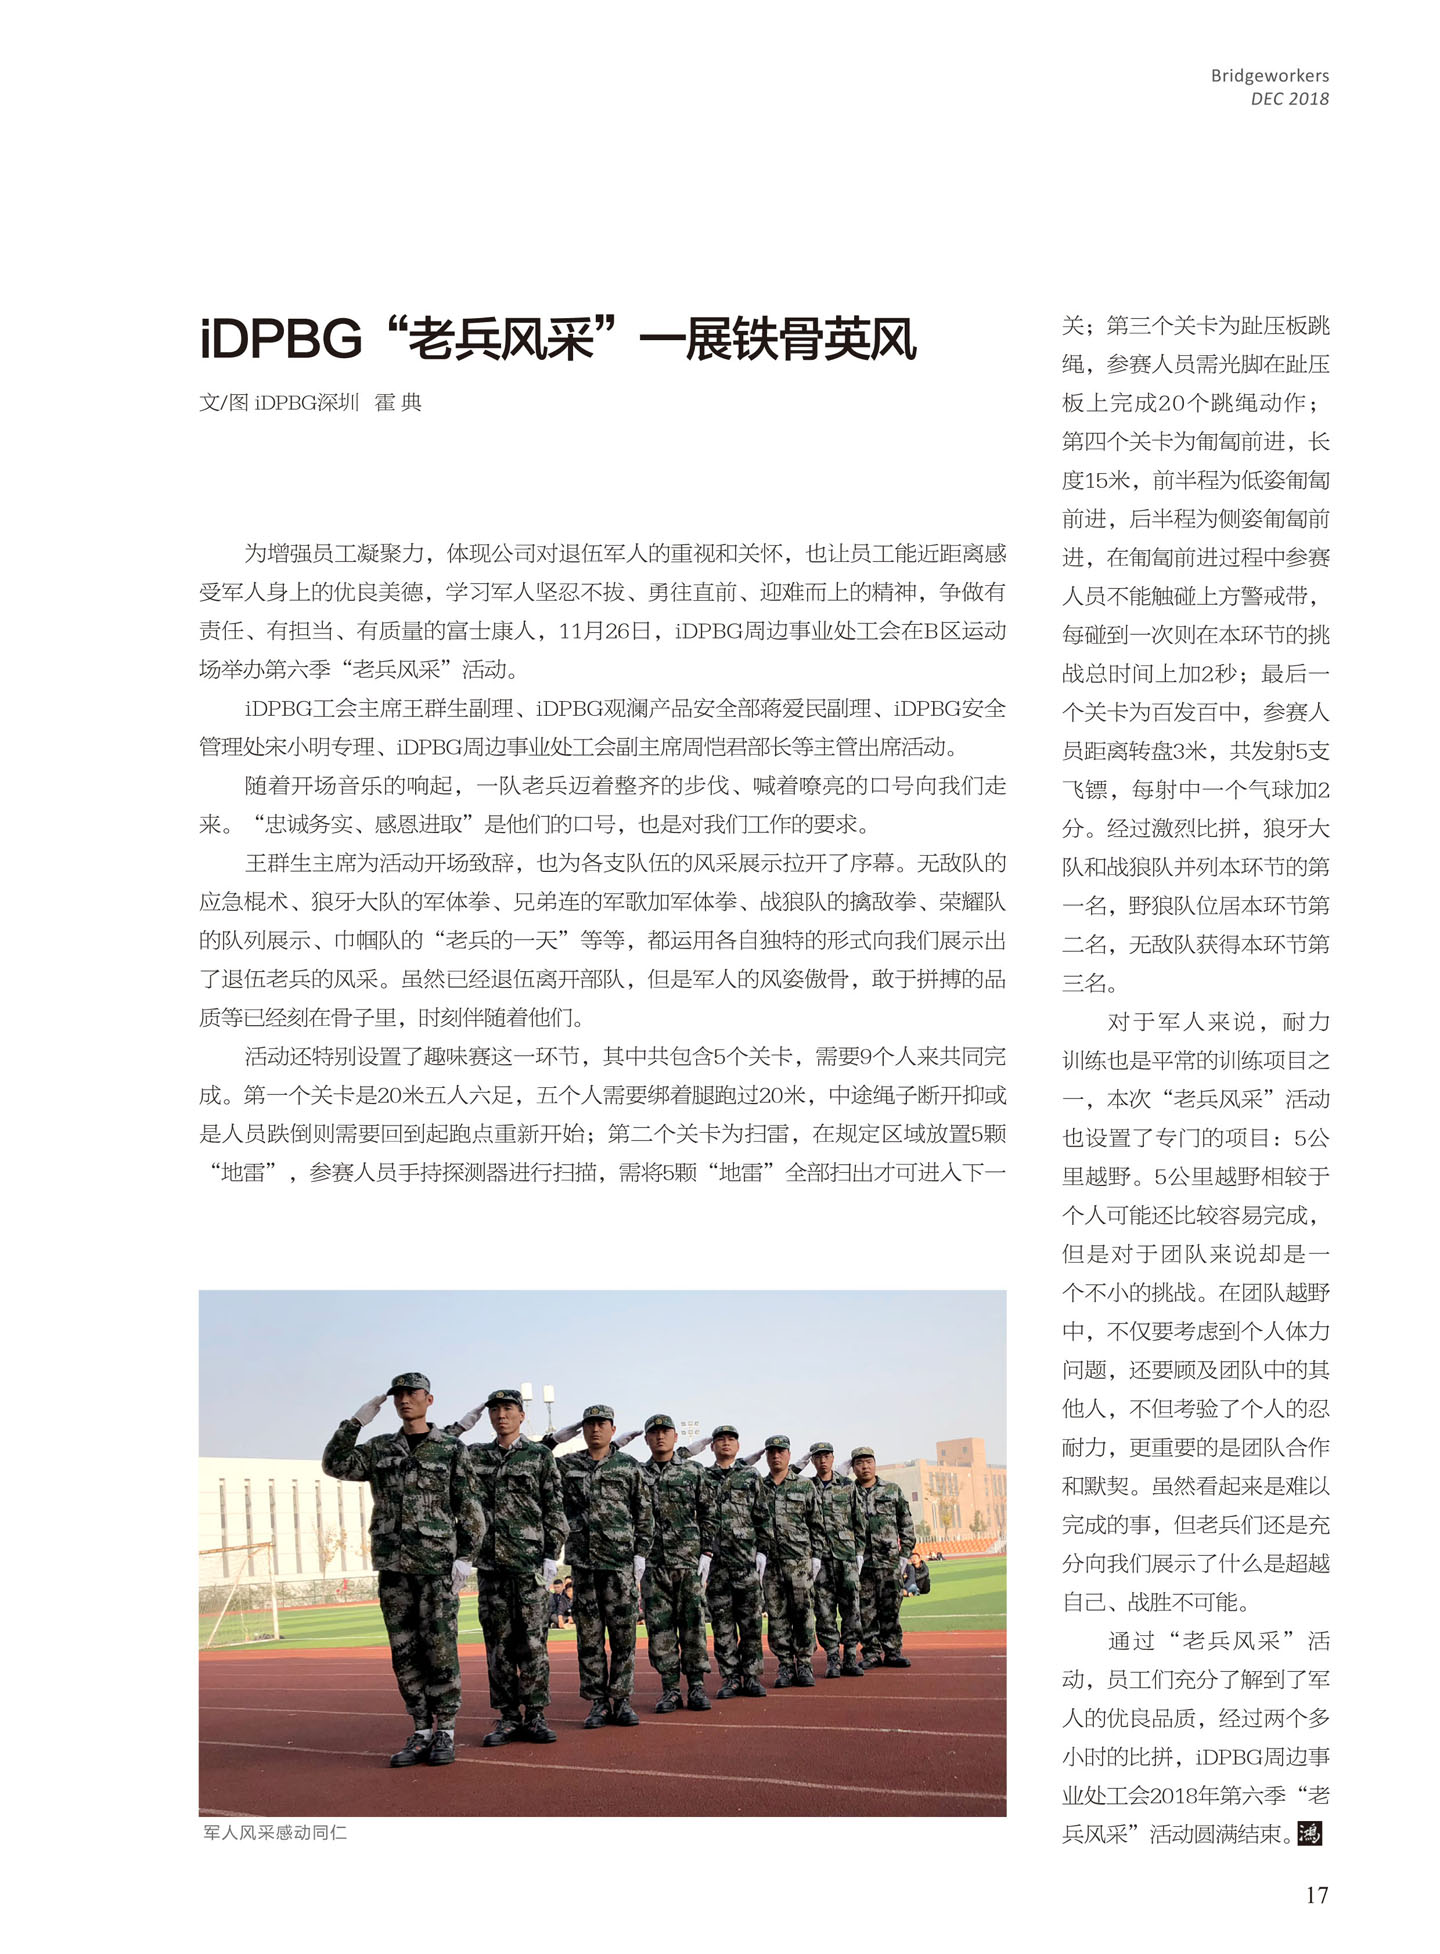 Bridgeworkers
DEC 2018
iDPBG“老兵风采”一展铁骨英风
文/图 iDPBG深圳 霍 典
为增强员工凝聚力，体现公司对退伍军人的重视和关怀，也让员工能近距离感
受军人身上的优良美德，学习军人坚忍不拔、勇往直前、迎难而上的精神，争做有
责任、有担当、有质量的富士康人，11月26日，iDPBG周边事业处工会在B区运动
场举办第六季“老兵风采”活动。
iDPBG工会主席王群生副理、iDPBG观澜产品安全部蒋爱民副理、iDPBG安全
管理处宋小明专理、iDPBG周边事业处工会副主席周恺君部长等主管出席活动。
随着开场音乐的响起，一队老兵迈着整齐的步伐、喊着嘹亮的口号向我们走
来。“忠诚务实、感恩进取”是他们的口号，也是对我们工作的要求。
王群生主席为活动开场致辞，也为各支队伍的风采展示拉开了序幕。无敌队的
应急棍术、狼牙大队的军体拳、兄弟连的军歌加军体拳、战狼队的擒敌拳、荣耀队
的队列展示、巾帼队的“老兵的一天”等等，都运用各自独特的形式向我们展示出
了退伍老兵的风采。虽然已经退伍离开部队，但是军人的风姿傲骨，敢于拼搏的品
质等已经刻在骨子里，时刻伴随着他们。
活动还特别设置了趣味赛这一环节，其中共包含5个关卡，需要9个人来共同完
成。第一个关卡是20米五人六足，五个人需要绑着腿跑过20米，中途绳子断开抑或
是人员跌倒则需要回到起跑点重新开始；第二个关卡为扫雷，在规定区域放置5颗
“地雷”，参赛人员手持探测器进行扫描，需将5颗“地雷”全部扫出才可进入下一
关；第三个关卡为趾压板跳
绳，参赛人员需光脚在趾压
板上完成20个跳绳动作；
第四个关卡为匍匐前进，长
度15米，前半程为低姿匍匐
前进，后半程为侧姿匍匐前
进，在匍匐前进过程中参赛
人员不能触碰上方警戒带，
每碰到一次则在本环节的挑
战总时间上加2秒；最后一
个关卡为百发百中，参赛人
员距离转盘3米，共发射5支
飞镖，每射中一个气球加2
分。经过激烈比拼，狼牙大
队和战狼队并列本环节的第
一名，野狼队位居本环节第
二名，无敌队获得本环节第
三名。
对于军人来说，耐力
训练也是平常的训练项目之
一，本次“老兵风采”活动
也设置了专门的项目：5公
里越野。5公里越野相较于
个人可能还比较容易完成，
但是对于团队来说却是一
个不小的挑战。在团队越野
中，不仅要考虑到个人体力
问题，还要顾及团队中的其
他人，不但考验了个人的忍
耐力，更重要的是团队合作
和默契。虽然看起来是难以
完成的事，但老兵们还是充
分向我们展示了什么是超越
自己、战胜不可能。
通过“老兵风采”活
动，员工们充分了解到了军
人的优良品质，经过两个多
小时的比拼，iDPBG周边事
业处工会2018年第六季“老
兵风采”活动圆满结束。鸿
军人风采感动同仁
17